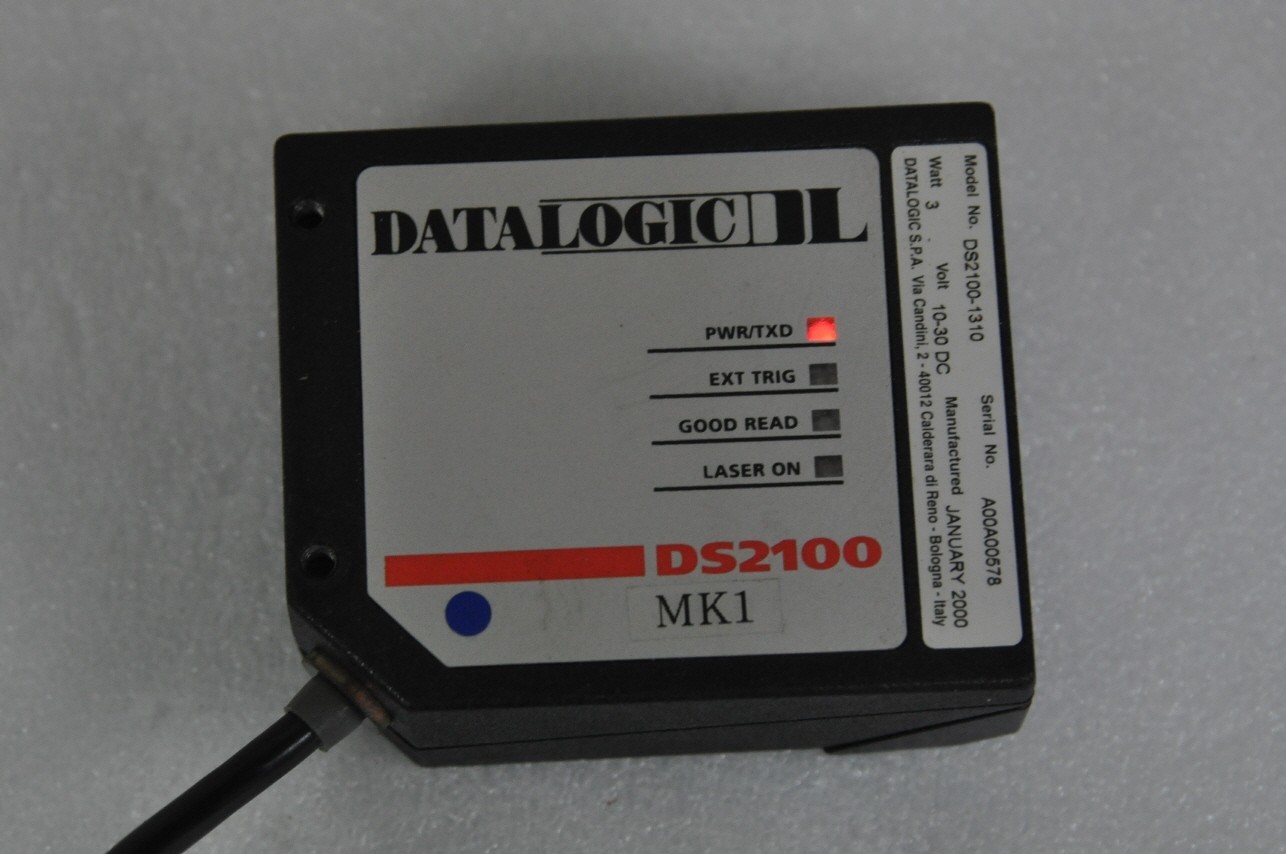 DATALOGIC DL
PWR/TXD
EXT TRIG
GOOD READ
LASER ON
DS2100
MK1
Model No. DS2100-1310 Serial No. A00A00578
Watt 3 Volt 10-30 DC Manufactured JANUARY 2000
DATALOGIC S.P.A. Via Candini, 2 - 40012 Calderara di Reno - Bologna - Italy